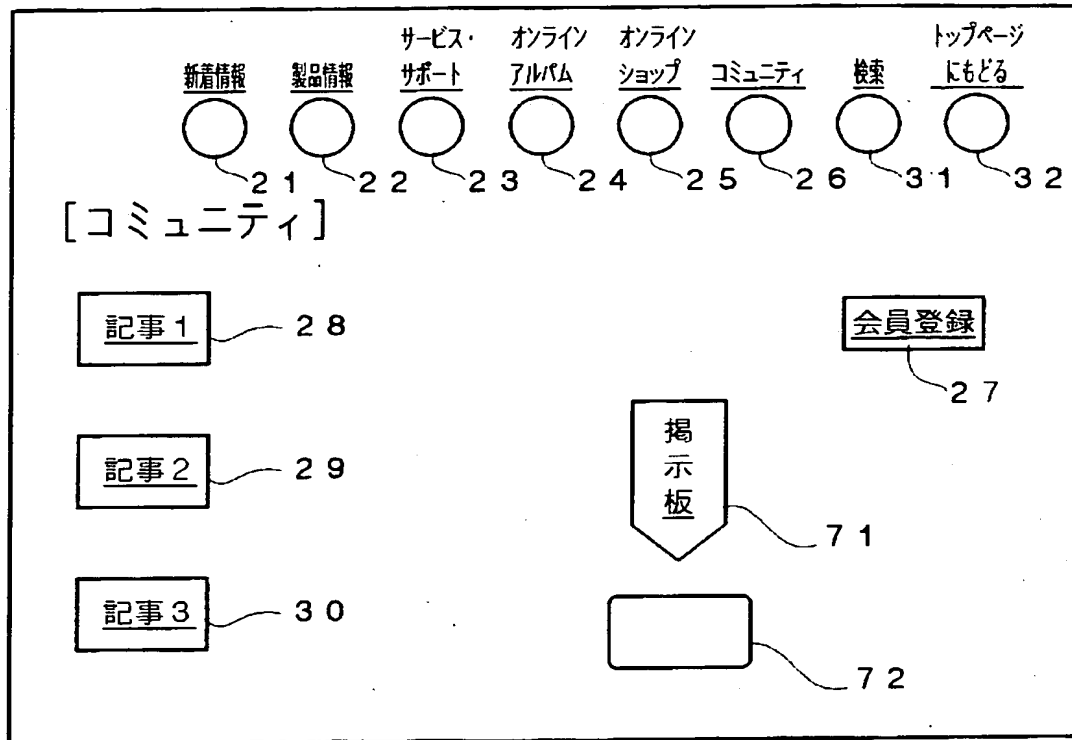 新着情報
製品情報
サービス・
サポート
オンライン
アルバム
オンライン
ショップ
コミュニティ
検索
トップページ
にもどる
21
22
23
24
25
26
31
32
[コミュニティ]
記事1
28
会員登録
27
記事2
29
掲示板
71
記事3
30
72